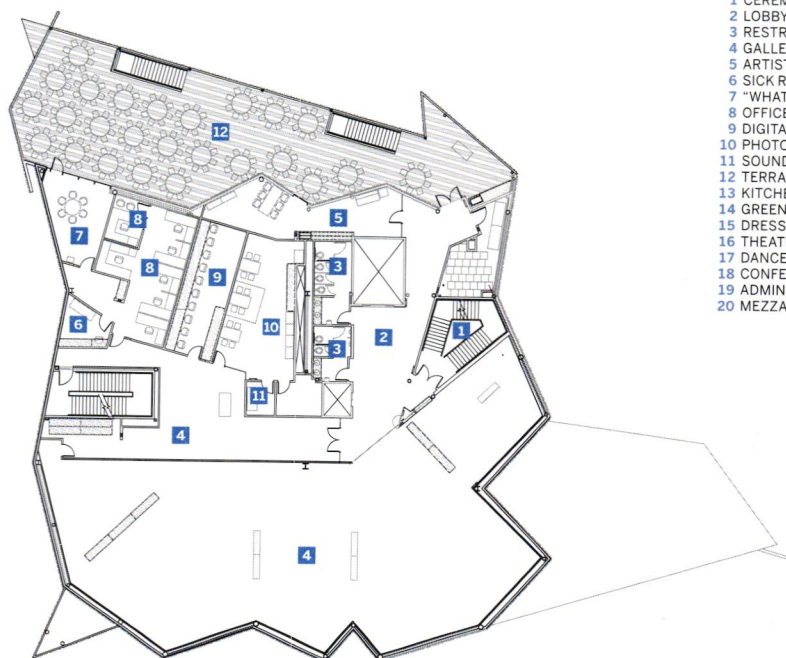 1 CEREM
2 LOBBY
3 RESTR
4 GALLE
5 ARTIST
6 SICK R
7 "WHAT
8 OFFICE
9 DIGITA
10 PHOTO
11 SOUND
12 TERRA
13 KITCHE
14 GREEN
15 DRESS
16 THEAT
17 DANCE
18 CONFE
19 ADMIN
20 MEZZA
12
8
5
7
8
9
3
6
10
2
1
3
11
4
4